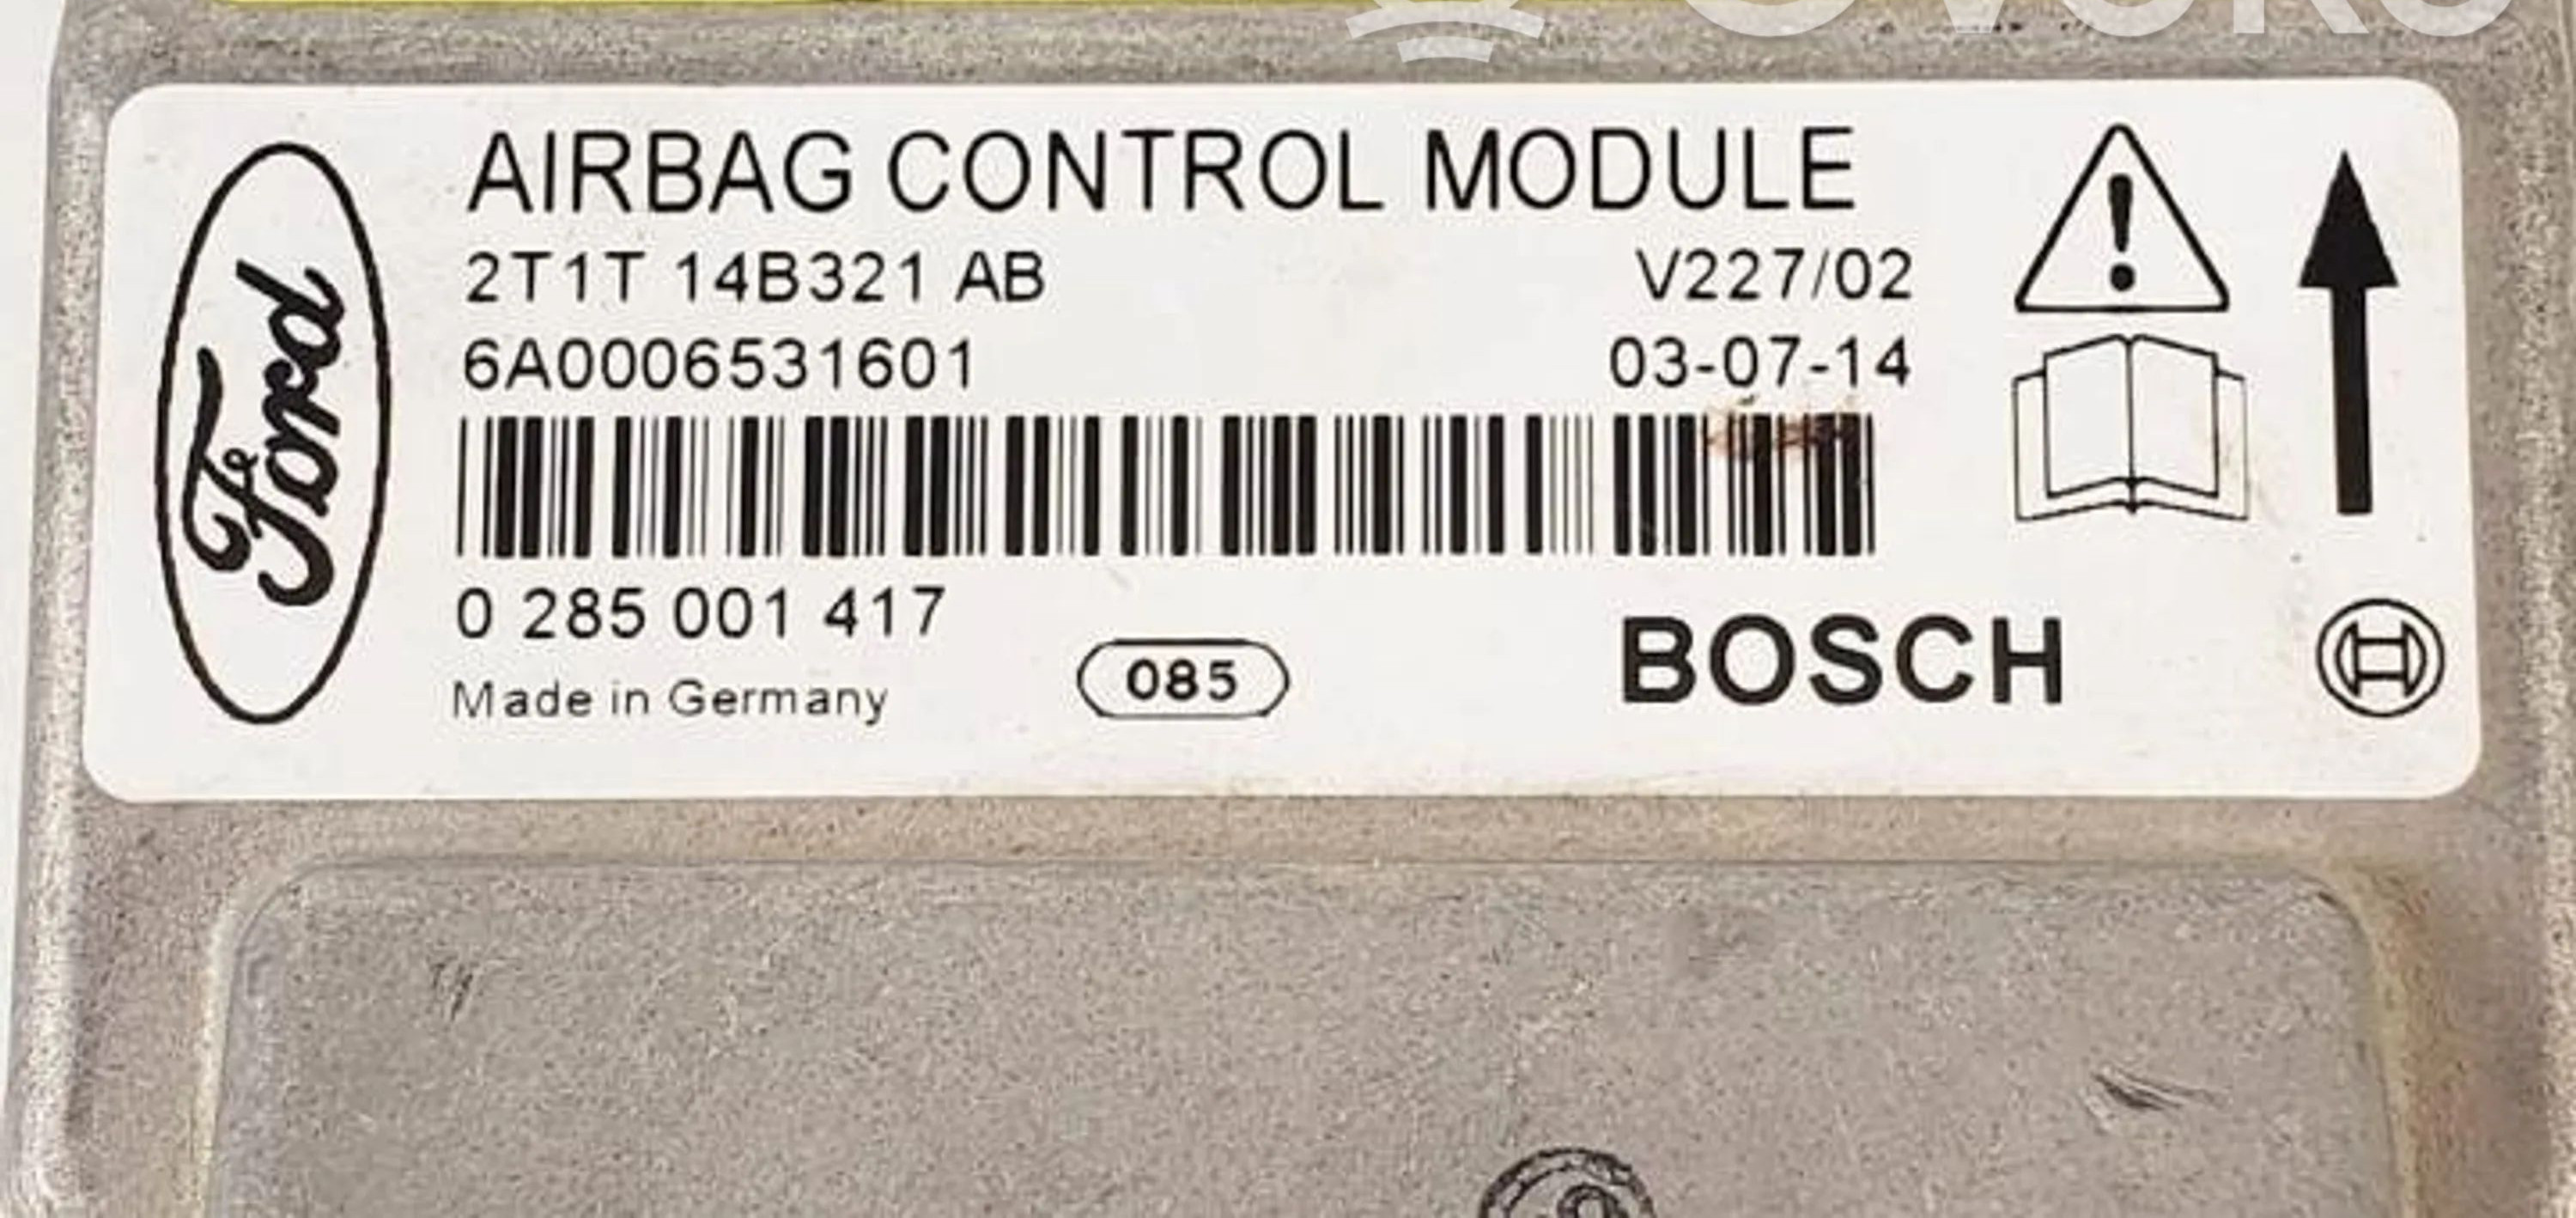 Ford
AIRBAG CONTROL MODULE
2T1T 14B321 AB
V227/02
6A0006531601
03-07-14
0 285 001 417
Made in Germany
085
BOSCH